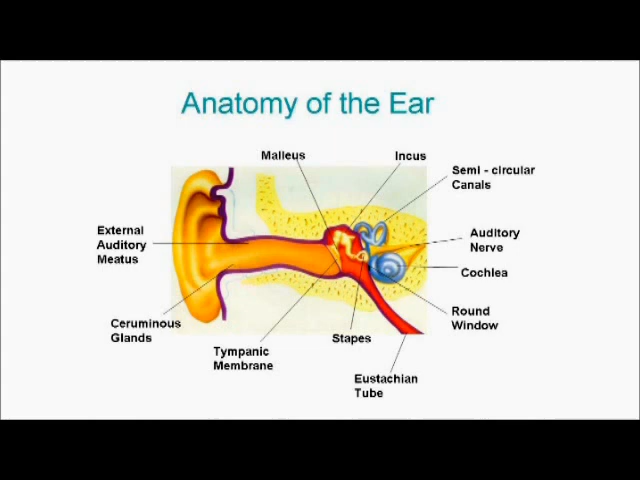 Anatomy of the Ear
Malleus
Incus
Semi - circular
Canals
External
Auditory
Meatus
Auditory
Nerve
Cochlea
Ceruminous
Glands
Round
Window
Stapes
Tympanic
Membrane
Eustachian
Tube